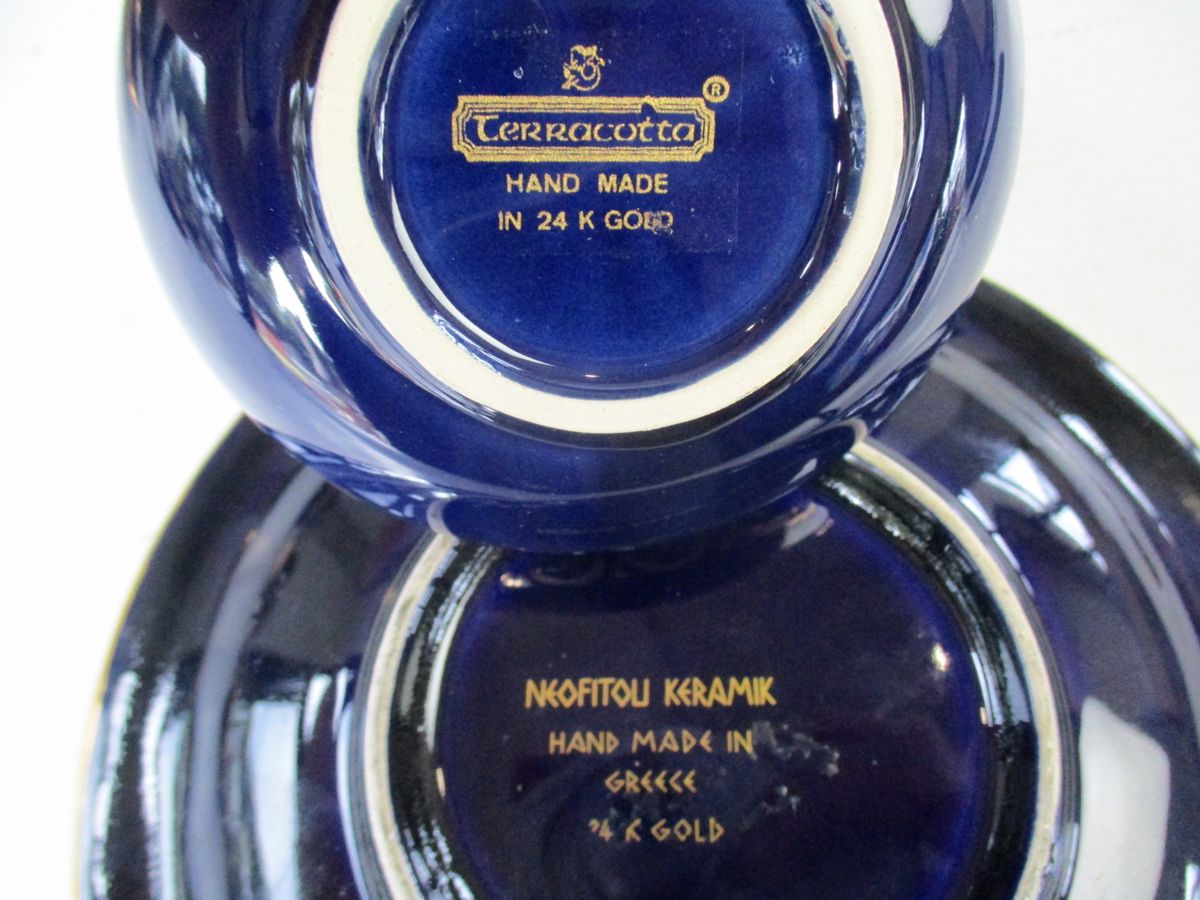 ®
Terracotta
HAND MADE
IN 24 K GOLD
NEOFITOU KERAMIK
HAND MADE IN
GREECE
24 K GOLD